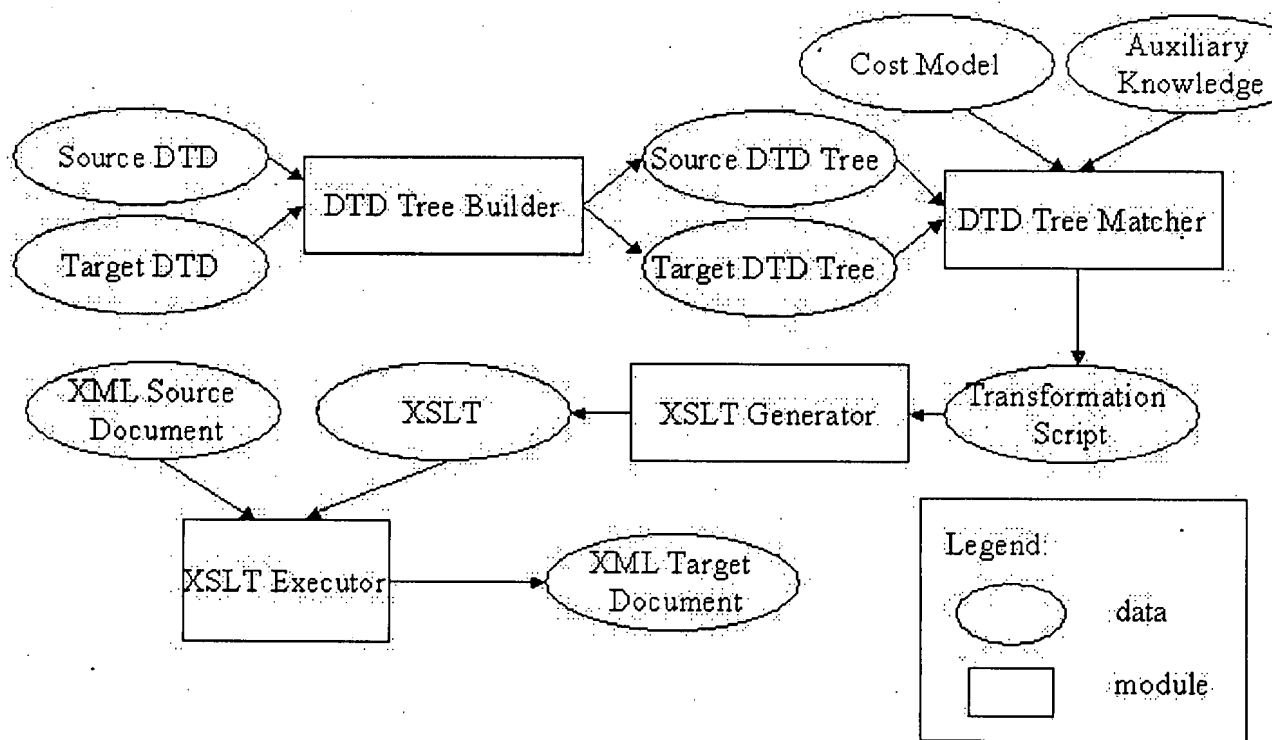 Cost Model
Auxiliary
Knowledge
Source DTD
DTD Tree Builder
Source DTD Tree
DTD Tree Matcher
Target DTD
Target DTD Tree
XML Source
Document
XSLT
XSLT Generator
Transformation
Script
XSLT Executor
XML Target
Document
Legend:
data
module